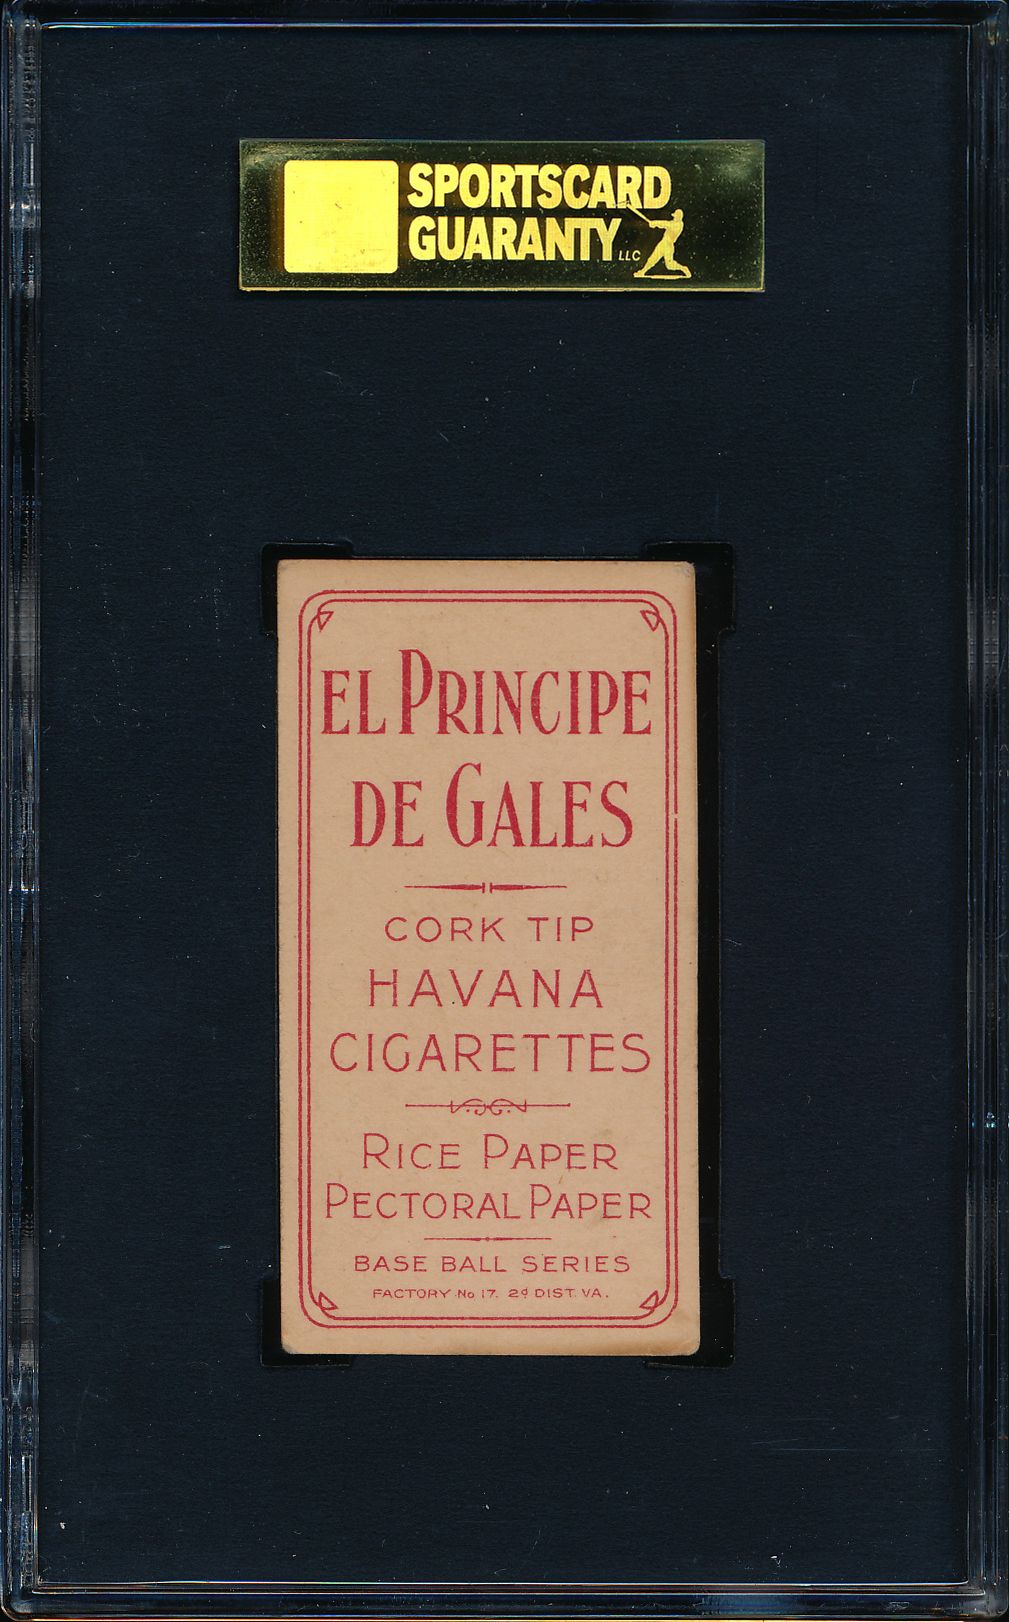 SPORTSCARD
GUARANTY LLC
EL PRINCIPE
DE GALES
CORK TIP
HAVANA
CIGARETTES
RICE PAPER
PECTORAL PAPER
BASE BALL SERIES
FACTORY No 17. 2d DIST. VA.